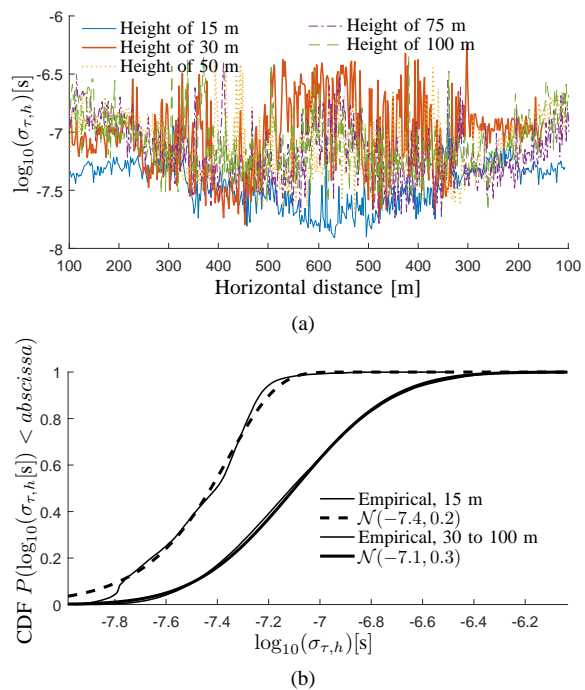 (a)
Height of 15 m
Height of 30 m
Height of 50 m
Height of 75 m
Height of 100 m
log₁₀(σ_{τ,h})[s]
-6
-6.5
-7
-7.5
-8
100 200 300 400 500 600 600 500 400 300 200 100
Horizontal distance [m]
(a)
CDF P(log₁₀(σ_{τ,h}[s]) < abscissa)
1
0.8
0.6
0.4
0.2
0
Empirical, 15 m
𝒩(−7.4, 0.2)
Empirical, 30 to 100 m
𝒩(−7.1, 0.3)
-7.8 -7.6 -7.4 -7.2 -7 -6.8 -6.6 -6.4 -6.2
log₁₀(σ_{τ,h})[s]
(b)